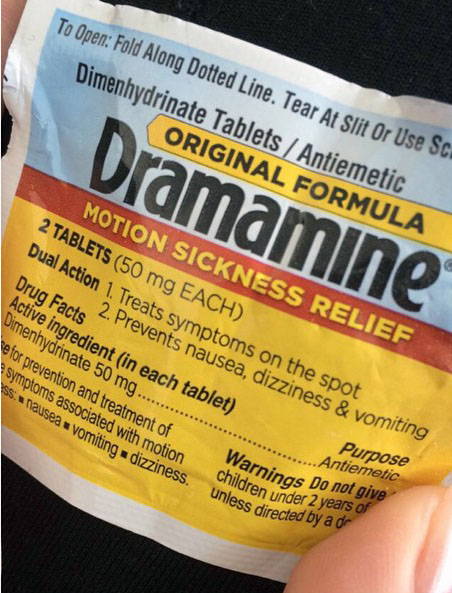 To Open: Fold Along Dotted Line. Tear At Slit Or Use
Dimenhydrinate Tablets / Antiemetic
ORIGINAL FORMULA
Dramamine®
MOTION SICKNESS RELIEF
2 TABLETS (50 mg EACH)
Dual Action 1. Treats symptoms on the spot
2. Prevents nausea, dizziness & vomiting
Drug Facts
Active ingredient (in each tablet)
Purpose
Dimenhydrinate 50 mg .................... Antiemetic
for prevention and treatment of
symptoms associated with motion
■ nausea ■ vomiting ■ dizziness.
Warnings Do not give
children under 2 years of
unless directed by a